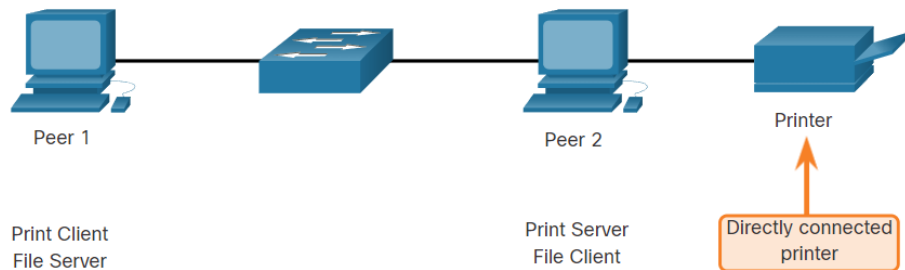 Peer 1
Peer 2
Printer
Print Client
File Server
Print Server
File Client
Directly connected
printer